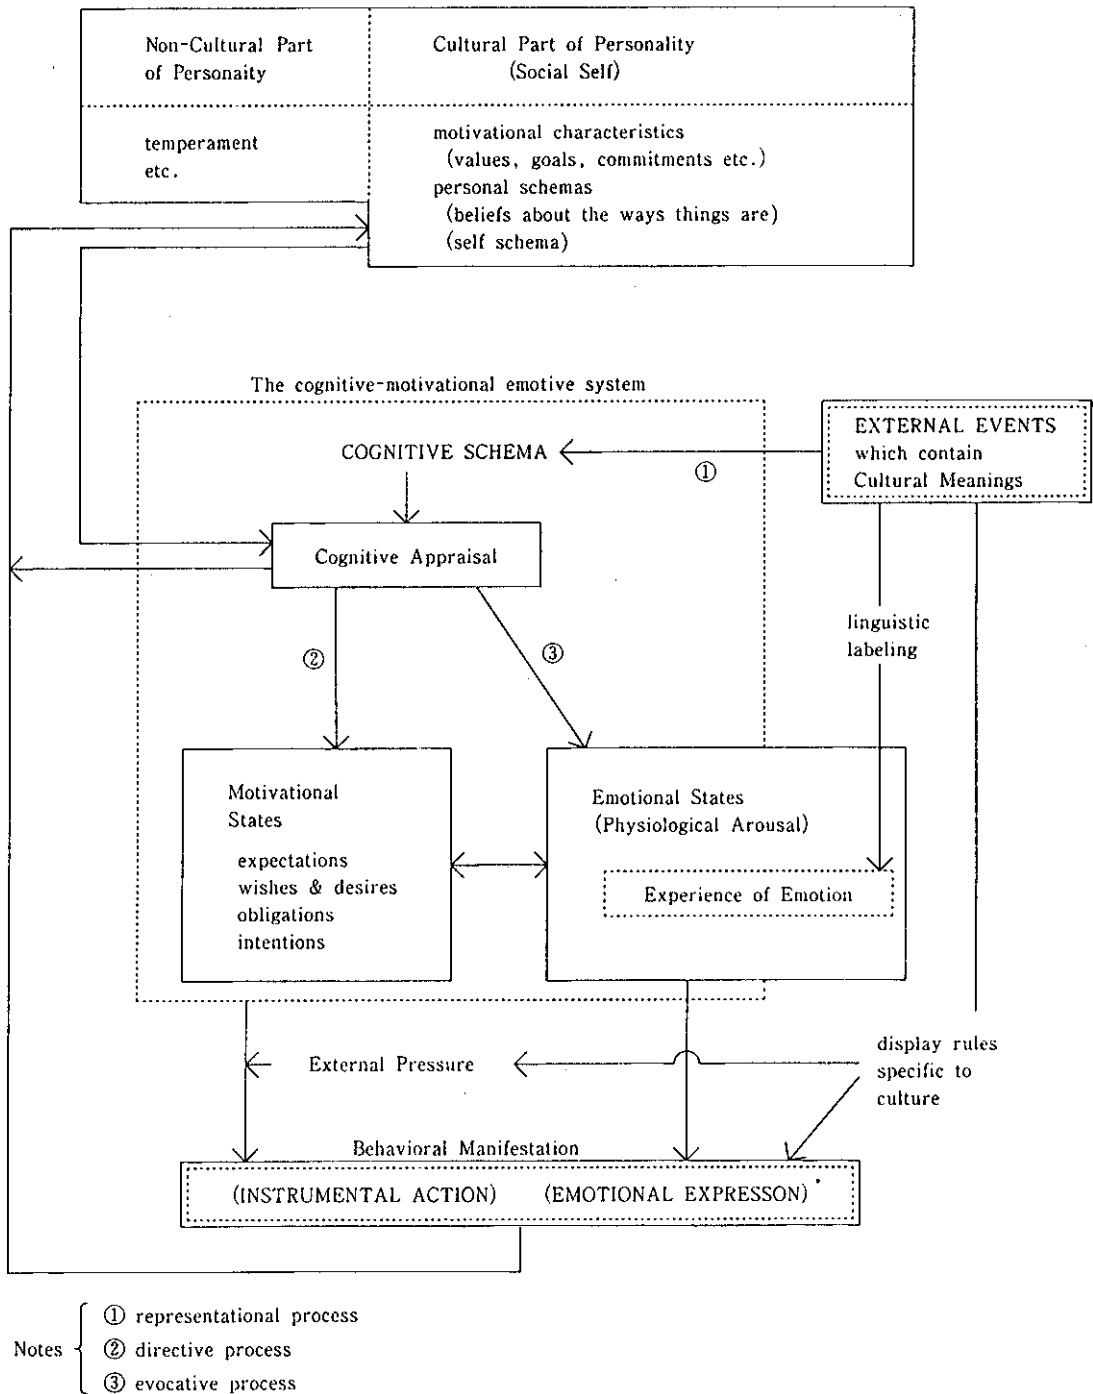 Non-Cultural Part
of Personaity
Cultural Part of Personality
(Social Self)
temperament
etc.
motivational characteristics
(values, goals, commitments etc.)
personal schemas
(beliefs about the ways things are)
(self schema)
The cognitive-motivational emotive system
COGNITIVE SCHEMA
①
EXTERNAL EVENTS
which contain
Cultural Meanings
Cognitive Appraisal
②
③
linguistic
labeling
Motivational
States
expectations
wishes & desires
obligations
intentions
Emotional States
(Physiological Arousal)
Experience of Emotion
External Pressure
display rules
specific to
culture
Behavioral Manifestation
(INSTRUMENTAL ACTION) (EMOTIONAL EXPRESSON)
Notes
① representational process
② directive process
③ evocative process